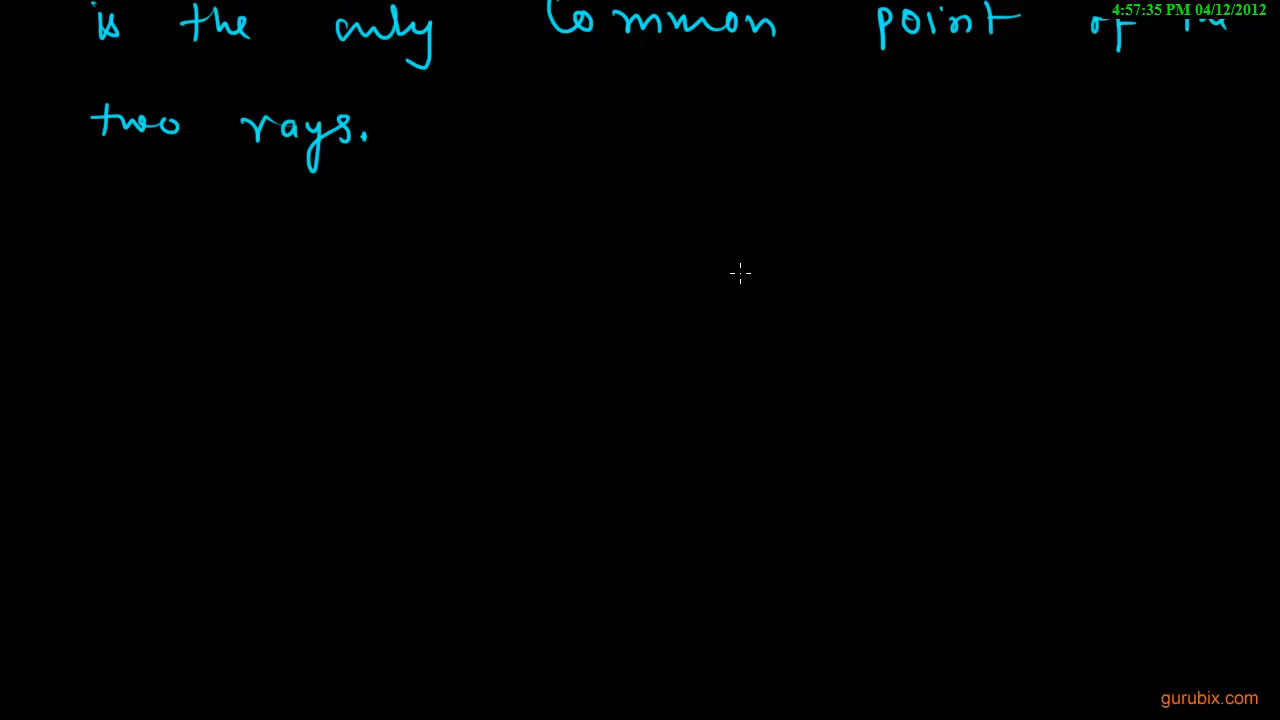 4:57:35 PM 04/12/2012
is the only common point of
two rays.
gurubix.com